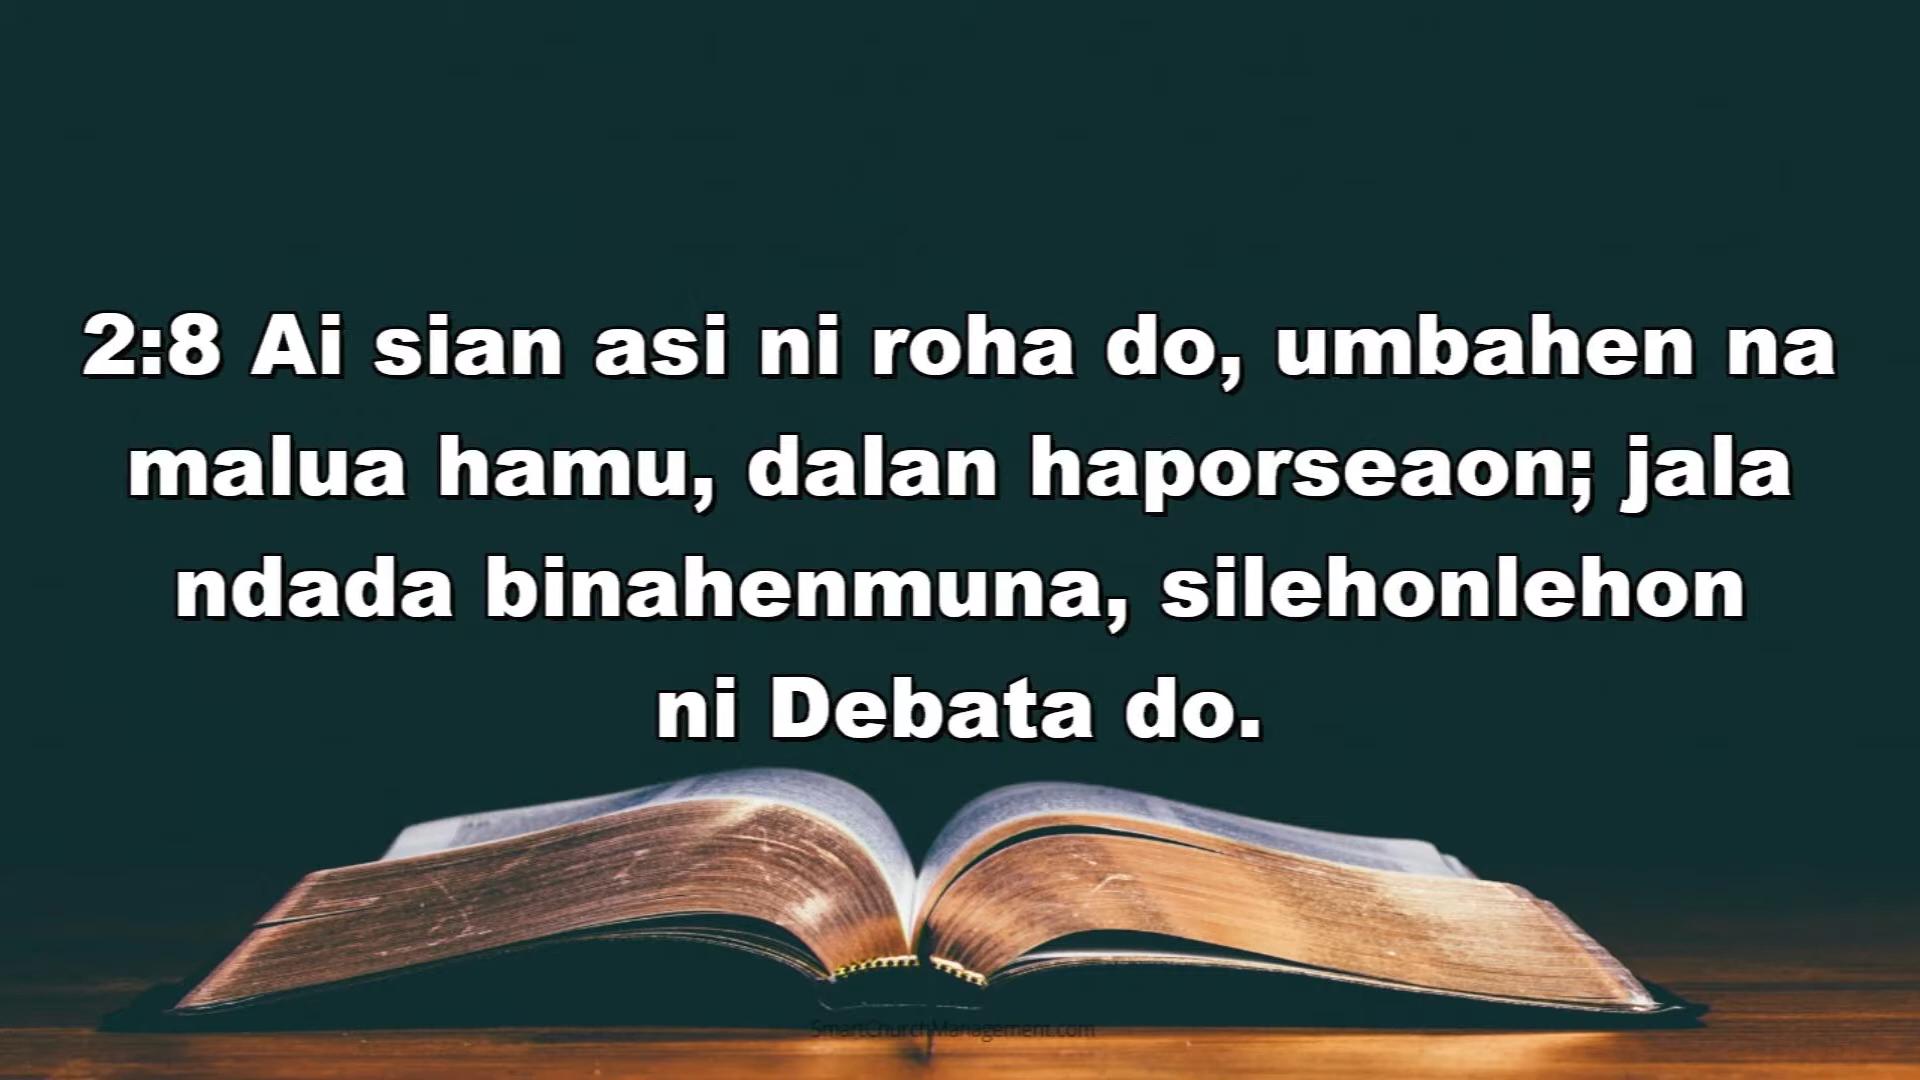 2:8 Ai sian asi ni roha do, umbahen na
malua hamu, dalan haporseaon; jala
ndada binahenmuna, silehonlehon
ni Debata do.
SmartChurchManagement.com